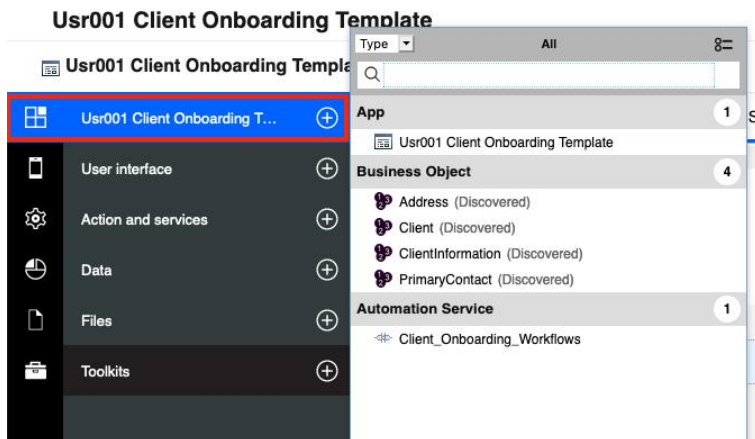 Usr001 Client Onboarding Template
Usr001 Client Onboarding Templa
Type
All
Usr001 Client Onboarding T...
User interface
Action and services
Data
Files
Toolkits
App 1
Usr001 Client Onboarding Template
Business Object 4
Address (Discovered)
Client (Discovered)
ClientInformation (Discovered)
PrimaryContact (Discovered)
Automation Service 1
Client_Onboarding_Workflows
S